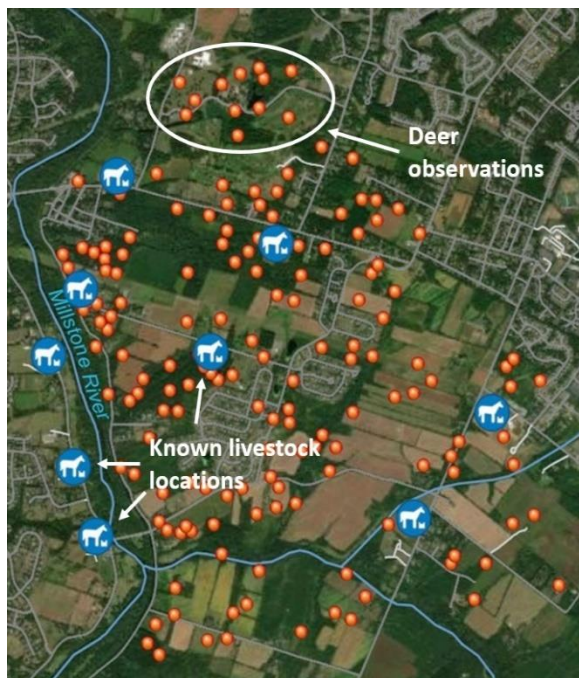 Deer
observations
Millstone River
Known livestock
locations